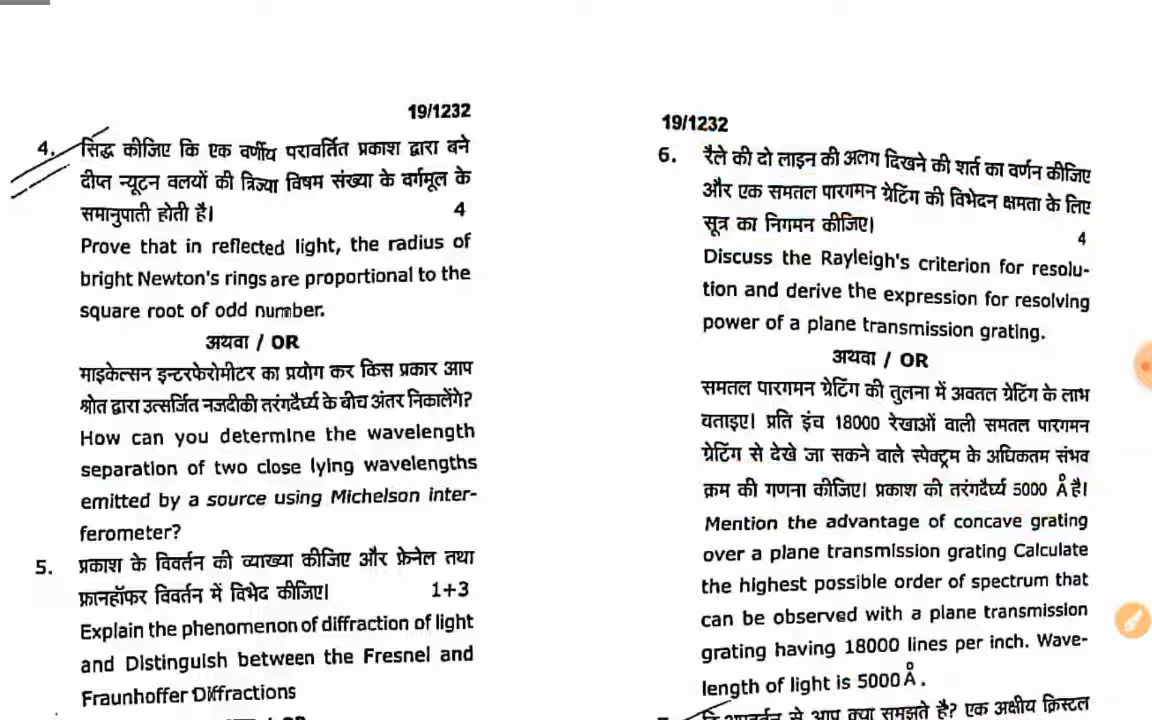 19/1232
4. सिद्ध कीजिए कि एक वर्णीय परावर्तित प्रकाश द्वारा बने
दीप्त न्यूटन वलयों की त्रिज्या विषम संख्या के वर्गमूल के
समानुपाती होती है। 4
Prove that in reflected light, the radius of
bright Newton's rings are proportional to the
square root of odd number.
अथवा / OR
माइकेल्सन इन्टरफेरोमीटर का प्रयोग कर किस प्रकार आप
श्रोत द्वारा उत्सर्जित नजदीकी तरंगदैर्घ्य के बीच अंतर निकालेंगे?
How can you determine the wavelength
separation of two close lying wavelengths
emitted by a source using Michelson inter-
ferometer?
5. प्रकाश के विवर्तन की व्याख्या कीजिए और फ्रेनेल तथा
फ्रानहॉफर विवर्तन में विभेद कीजिए। 1+3
Explain the phenomenon of diffraction of light
and Distinguish between the Fresnel and
Fraunhoffer Diffractions
19/1232
6. रैले की दो लाइन की अलग दिखने की शर्त का वर्णन कीजिए
और एक समतल पारगमन ग्रेटिंग की विभेदन क्षमता के लिए
सूत्र का निगमन कीजिए।
4
Discuss the Rayleigh's criterion for resolu-
tion and derive the expression for resolving
power of a plane transmission grating.
अथवा / OR
समतल पारगमन ग्रेटिंग की तुलना में अवतल ग्रेटिंग के लाभ
बताइए। प्रति इंच 18000 रेखाओं वाली समतल पारगमन
ग्रेटिंग से देखे जा सकने वाले स्पेक्ट्रम के अधिकतम संभव
क्रम की गणना कीजिए। प्रकाश की तरंगदैर्घ्य 5000 Å है।
Mention the advantage of concave grating
over a plane transmission grating Calculate
the highest possible order of spectrum that
can be observed with a plane transmission
grating having 18000 lines per inch. Wave-
length of light is 5000 Å.
से आप क्या समझते है? एक अक्षीय क्रिस्टल